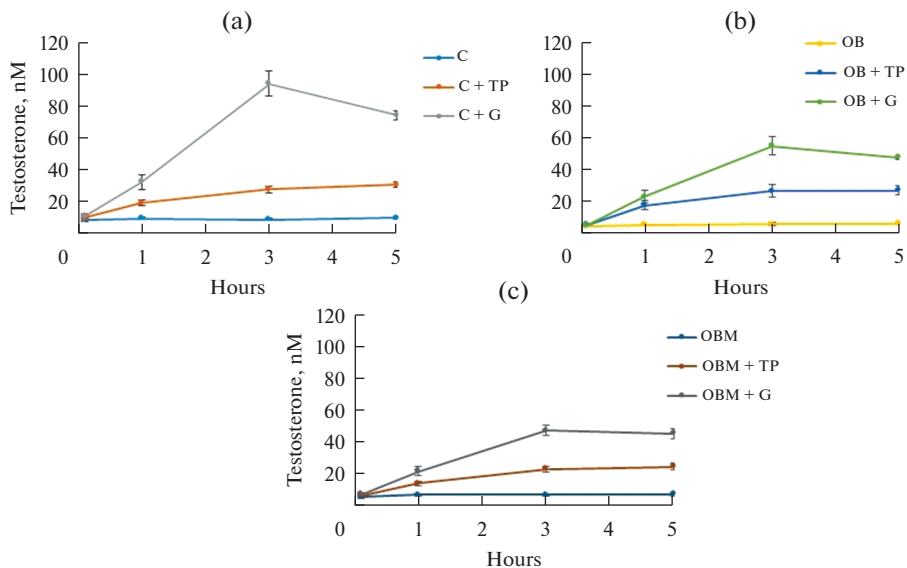 (a)
Testosterone, nM
120
100
80
60
40
20
0
1
2
3
4
5
Hours
C
C + TP
C + G
(b)
120
100
80
60
40
20
0
1
2
3
4
5
Hours
OB
OB + TP
OB + G
(c)
Testosterone, nM
120
100
80
60
40
20
0
1
2
3
4
5
Hours
OBM
OBM + TP
OBM + G